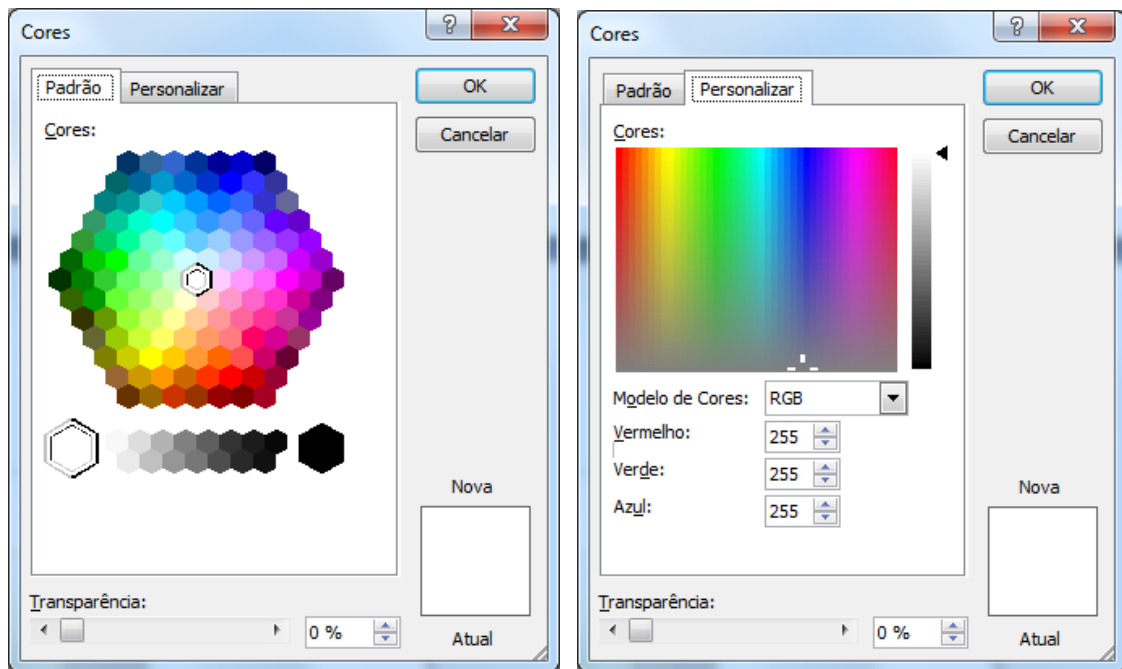 Cores
Padrão Personalizar
OK
Cancelar
Cores:
Nova
Atual
Transparência:
0 %
Cores
Padrão Personalizar
OK
Cancelar
Cores:
Modelo de Cores: RGB
Vermelho: 255
Verde: 255
Azul: 255
Nova
Atual
Transparência:
0 %